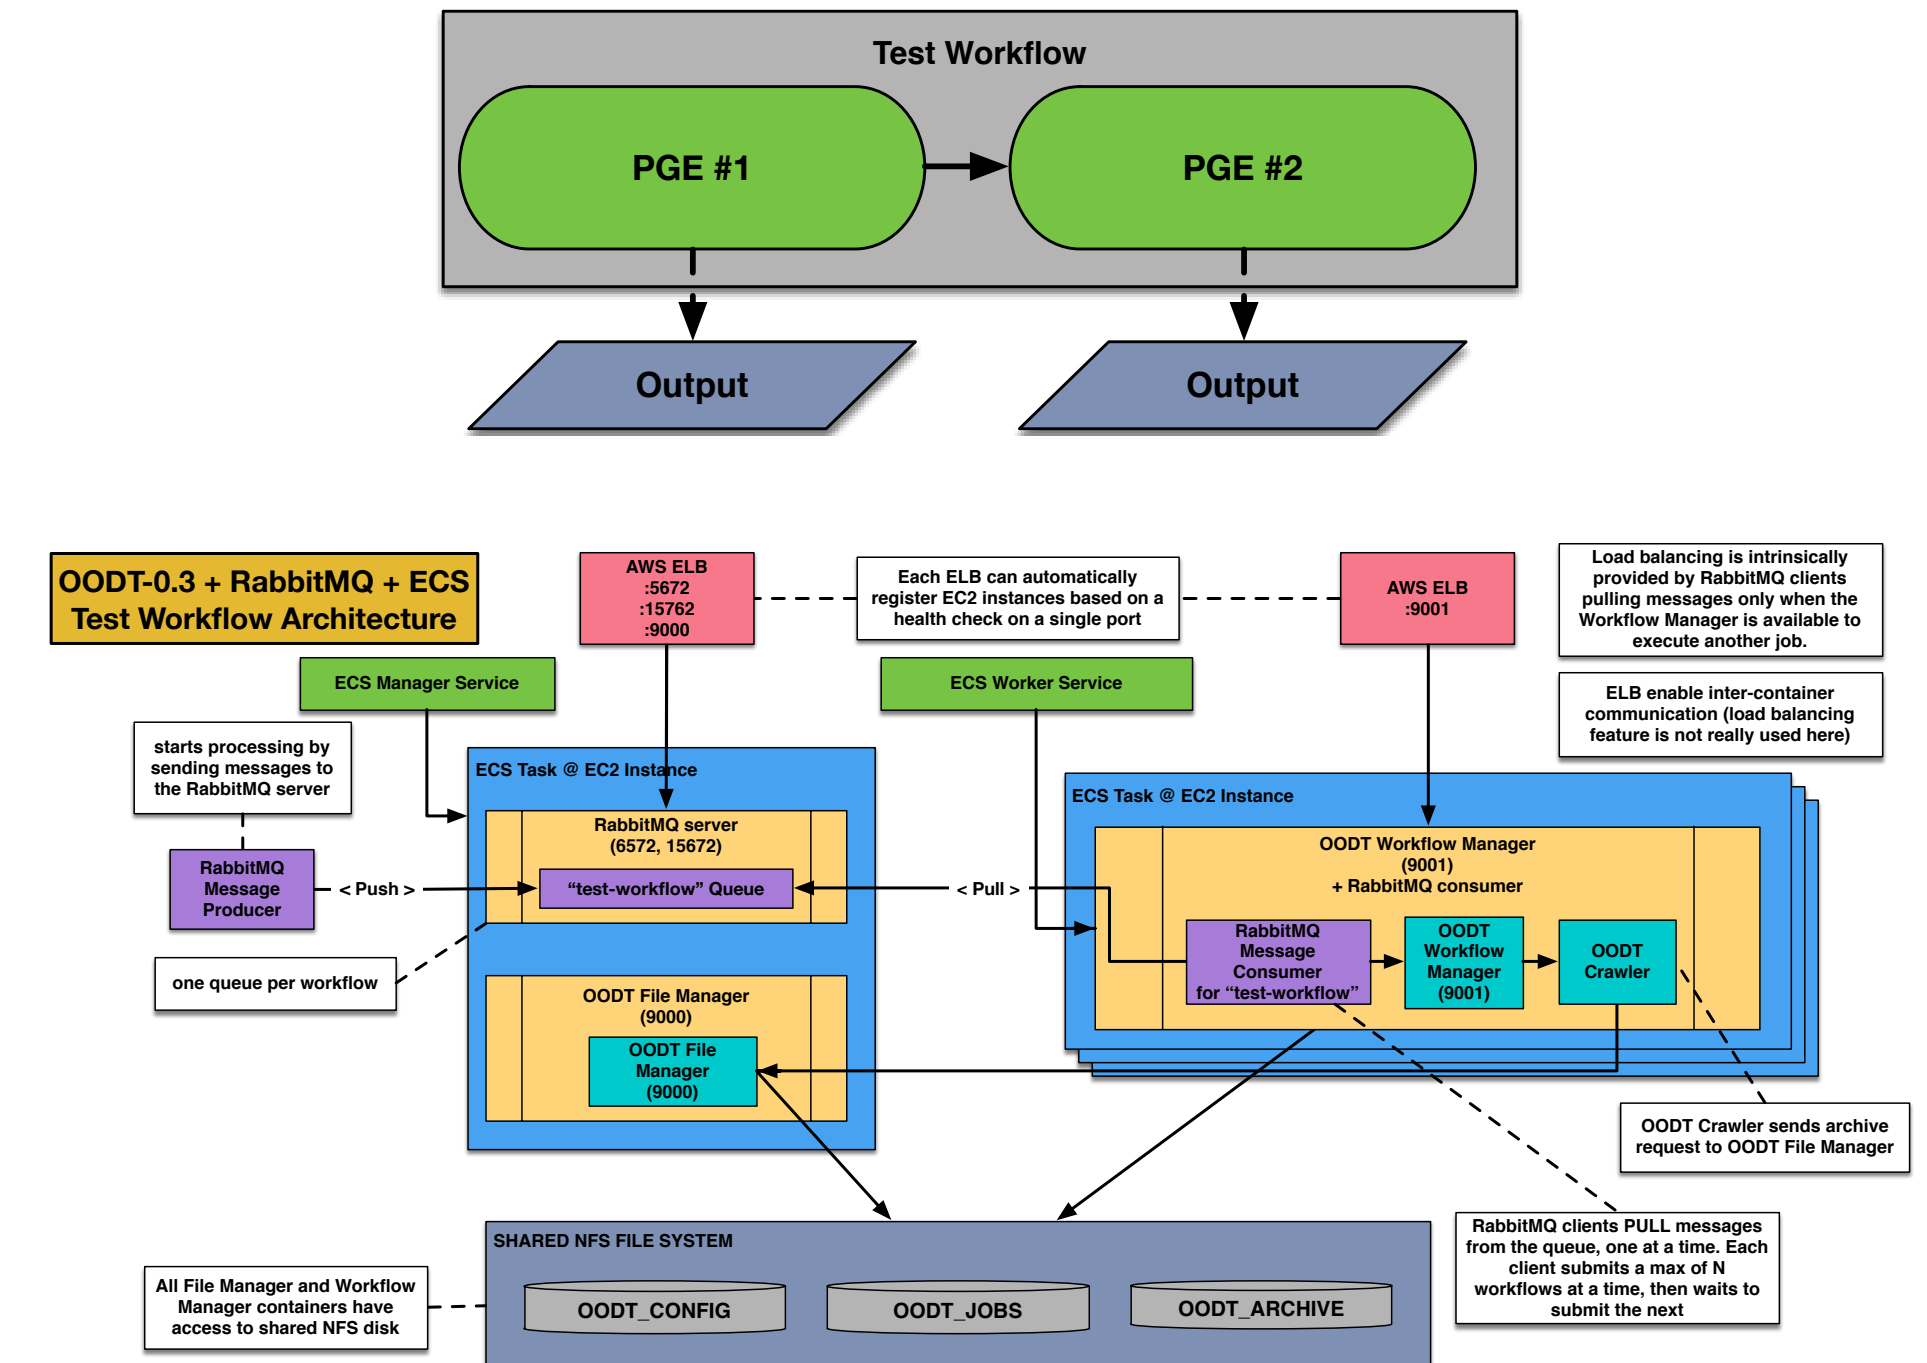 Test Workflow
PGE #1
PGE #2
Output
Output
OODT-0.3 + RabbitMQ + ECS
Test Workflow Architecture
AWS ELB
:5672
:15762
:9000
Each ELB can automatically
register EC2 instances based on a
health check on a single port
AWS ELB
:9001
Load balancing is intrinsically
provided by RabbitMQ clients
pulling messages only when the
Workflow Manager is available to
execute another job.
ECS Manager Service
ECS Worker Service
ELB enable inter-container
communication (load balancing
feature is not really used here)
starts processing by
sending messages to
the RabbitMQ server
ECS Task @ EC2 Instance
ECS Task @ EC2 Instance
RabbitMQ server
(6572, 15672)
“test-workflow” Queue
RabbitMQ
Message
Producer
< Push >
< Pull >
OODT Workflow Manager
(9001)
+ RabbitMQ consumer
RabbitMQ
Message
Consumer
for “test-workflow”
OODT
Workflow
Manager
(9001)
OODT
Crawler
one queue per workflow
OODT File Manager
(9000)
OODT File
Manager
(9000)
OODT Crawler sends archive
request to OODT File Manager
RabbitMQ clients PULL messages
from the queue, one at a time. Each
client submits a max of N
workflows at a time, then waits to
submit the next
SHARED NFS FILE SYSTEM
All File Manager and Workflow
Manager containers have
access to shared NFS disk
OODT_CONFIG
OODT_JOBS
OODT_ARCHIVE